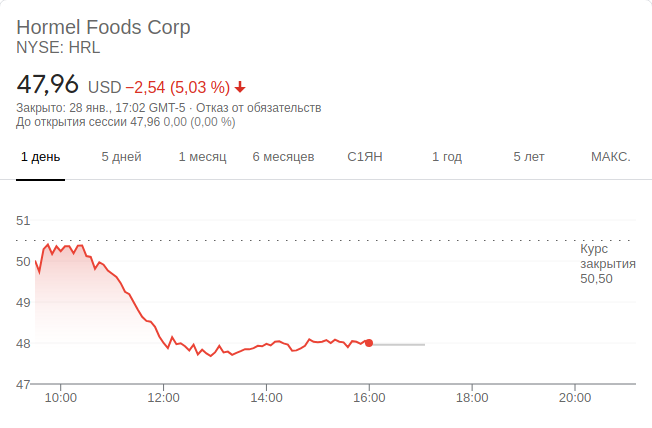 Hormel Foods Corp
NYSE: HRL
47,96 USD −2,54 (5,03 %)
Закрыто: 28 янв., 17:02 GMT-5 · Отказ от обязательств
До открытия сессии 47,96 0,00 (0,00 %)
1 день 5 дней 1 месяц 6 месяцев С1ЯН 1 год 5 лет МАКС.
51
50
49
48
47
Курс
закрытия
50,50
10:00 12:00 14:00 16:00 18:00 20:00